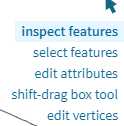 inspect features
select features
edit attributes
shift-drag box tool
edit vertices